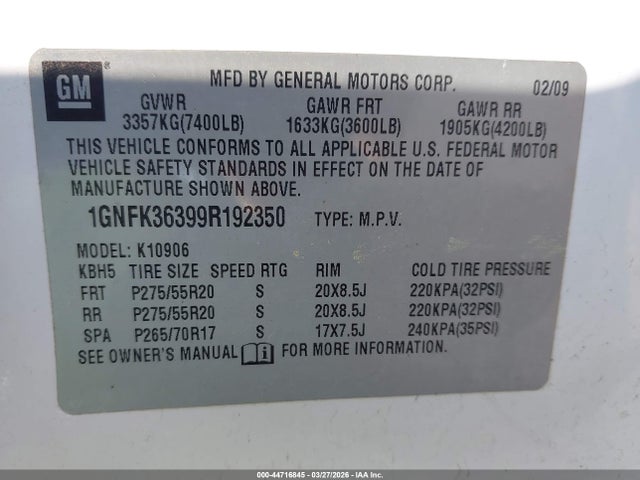 GM
MFD BY GENERAL MOTORS CORP. 02/09
GVWR GAWR FRT GAWR RR
3357KG(7400LB) 1633KG(3600LB) 1905KG(4200LB)
THIS VEHICLE CONFORMS TO ALL APPLICABLE U.S. FEDERAL MOTOR
VEHICLE SAFETY STANDARDS IN EFFECT ON THE DATE OF
MANUFACTURE SHOWN ABOVE.
1GNFK36399R192350 TYPE: M.P.V.
MODEL: K10906
KBH5 TIRE SIZE SPEED RTG RIM COLD TIRE PRESSURE
FRT P275/55R20 S 20X8.5J 220KPA(32PSI)
RR P275/55R20 S 20X8.5J 220KPA(32PSI)
SPA P265/70R17 S 17X7.5J 240KPA(35PSI)
SEE OWNER'S MANUAL i FOR MORE INFORMATION.
000-44716845 | 03/27/2026 | IAA, Inc.